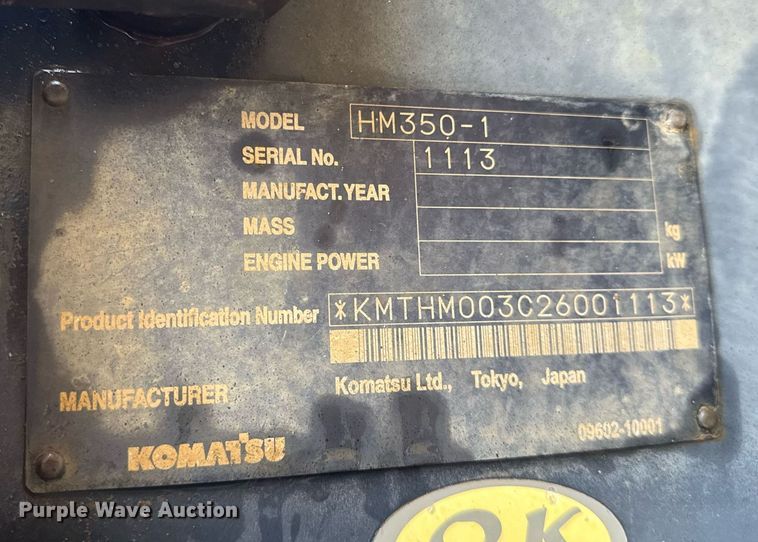 MODEL HM350-1
SERIAL No. 1113
MANUFACT. YEAR
MASS kg
ENGINE POWER kW
Product Identification Number *KMTHM003C26001113*
MANUFACTURER Komatsu Ltd., Tokyo, Japan
KOMATSU 09602-10001
OK
Purple Wave Auction